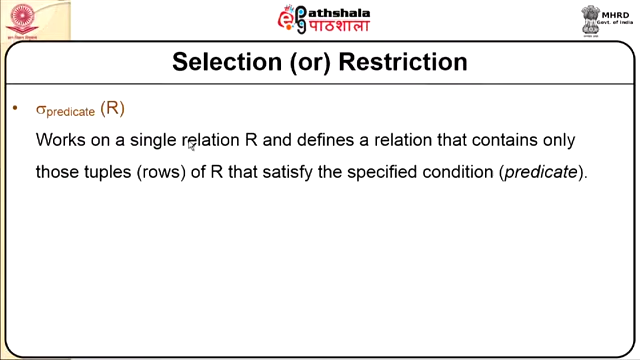 Pathshala
पाठशाला
MHRD
Govt. of India
Selection (or) Restriction
• σpredicate (R)
Works on a single relation R and defines a relation that contains only
those tuples (rows) of R that satisfy the specified condition (predicate).